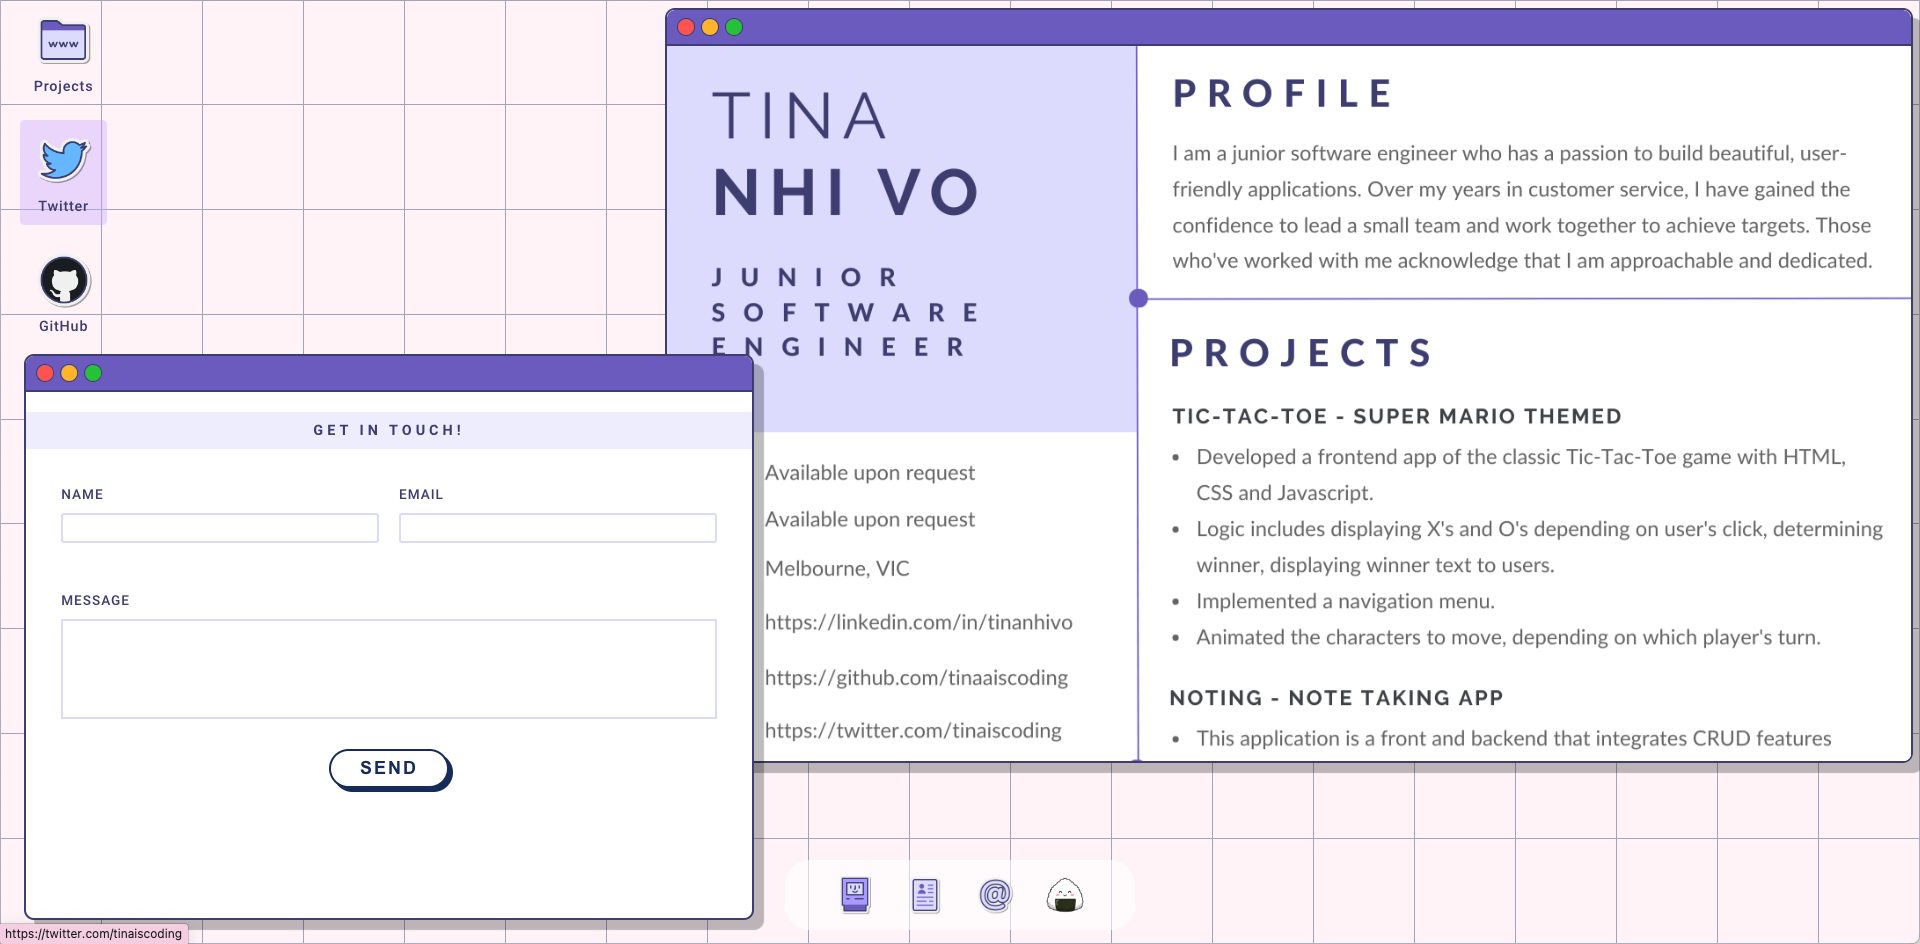 www
Projects
Twitter
GitHub
TINA
NHI VO
JUNIOR
SOFTWARE
ENGINEER
Available upon request
Available upon request
Melbourne, VIC
https://linkedin.com/in/tinanhivo
https://github.com/tinaaiscoding
https://twitter.com/tinaiscoding
PROFILE
I am a junior software engineer who has a passion to build beautiful, user-
friendly applications. Over my years in customer service, I have gained the
confidence to lead a small team and work together to achieve targets. Those
who've worked with me acknowledge that I am approachable and dedicated.
PROJECTS
TIC-TAC-TOE - SUPER MARIO THEMED
• Developed a frontend app of the classic Tic-Tac-Toe game with HTML,
CSS and Javascript.
• Logic includes displaying X's and O's depending on user's click, determining
winner, displaying winner text to users.
• Implemented a navigation menu.
• Animated the characters to move, depending on which player's turn.
NOTING - NOTE TAKING APP
• This application is a front and backend that integrates CRUD features
GET IN TOUCH!
NAME
EMAIL
MESSAGE
SEND
@
https://twitter.com/tinaiscoding